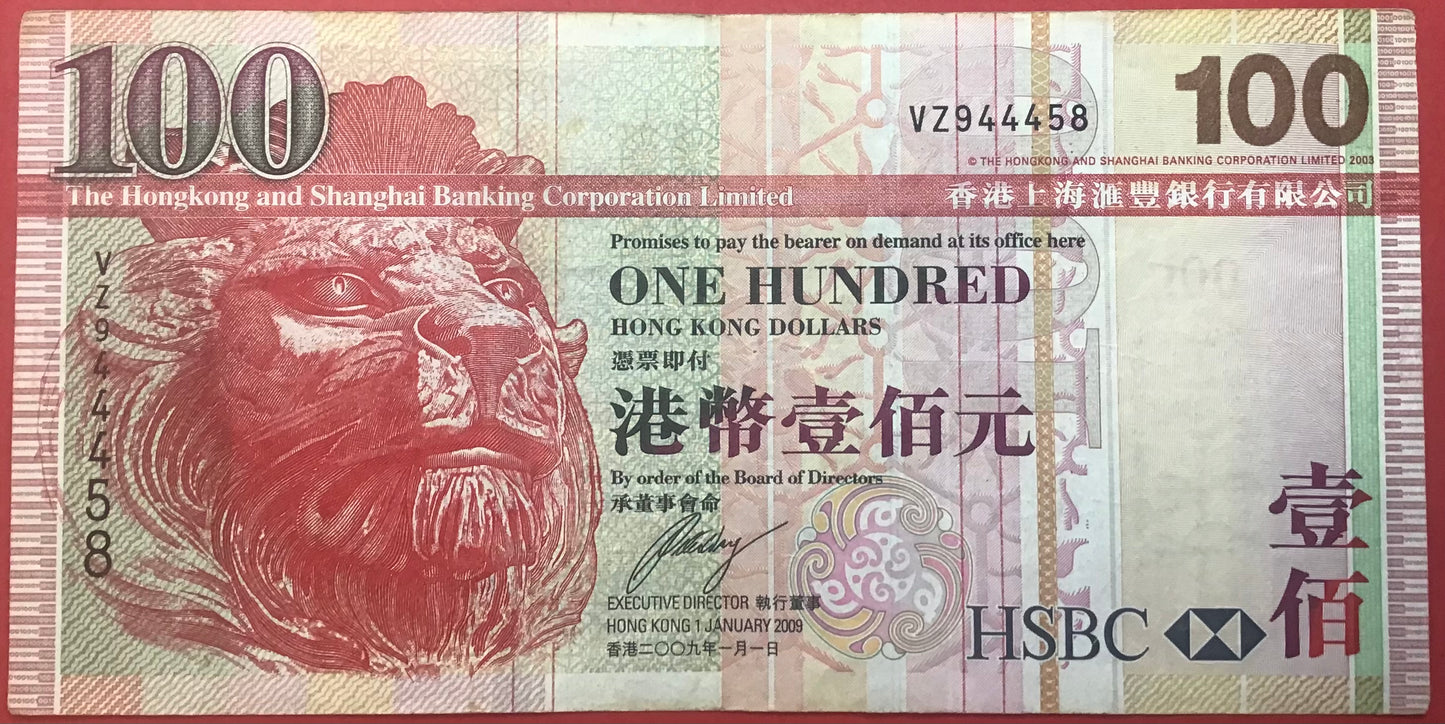 100
100
VZ944458
© THE HONGKONG AND SHANGHAI BANKING CORPORATION LIMITED 2003
The Hongkong and Shanghai Banking Corporation Limited
香港上海滙豐銀行有限公司
VZ944458
Promises to pay the bearer on demand at its office here
ONE HUNDRED
HONG KONG DOLLARS
憑票即付
港幣壹佰元
By order of the Board of Directors
承董事會命
EXECUTIVE DIRECTOR 執行董事
HONG KONG 1 JANUARY 2009
香港二〇〇九年一月一日
壹佰
HSBC